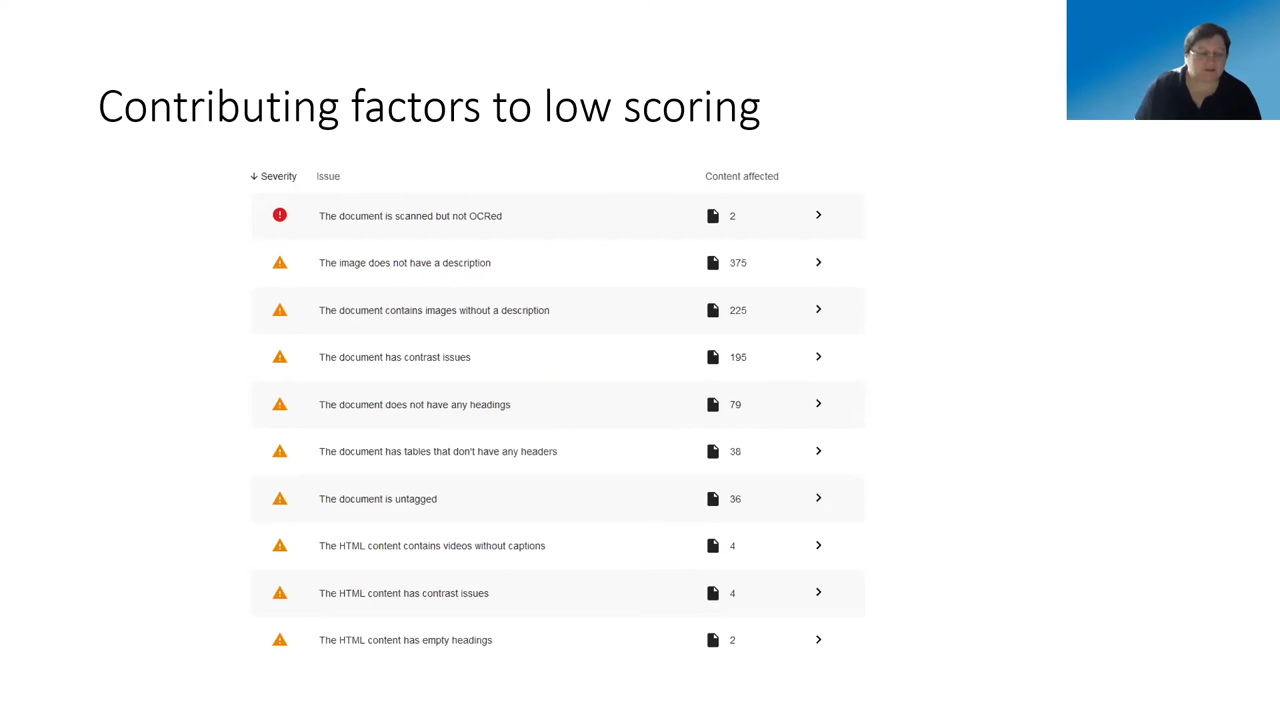 Contributing factors to low scoring
↓ Severity Issue Content affected
The document is scanned but not OCRed 2
The image does not have a description 375
The document contains images without a description 225
The document has contrast issues 195
The document does not have any headings 79
The document has tables that don't have any headers 38
The document is untagged 36
The HTML content contains videos without captions 4
The HTML content has contrast issues 4
The HTML content has empty headings 2